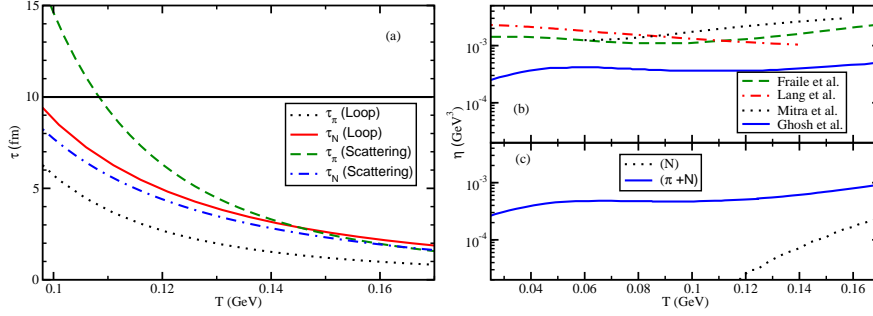 15
10
5
0
τ (fm)
(a)
τπ (Loop)
τN (Loop)
τπ (Scattering)
τN (Scattering)
0.1
0.12
0.14
0.16
T (GeV)
10⁻³
10⁻⁴
(b)
Fraile et al.
Lang et al.
Mitra et al.
Ghosh et al.
η (GeV³)
(c)
(N)
(π +N)
10⁻³
10⁻⁴
0.04
0.06
0.08
0.1
0.12
0.14
0.16
T (GeV)